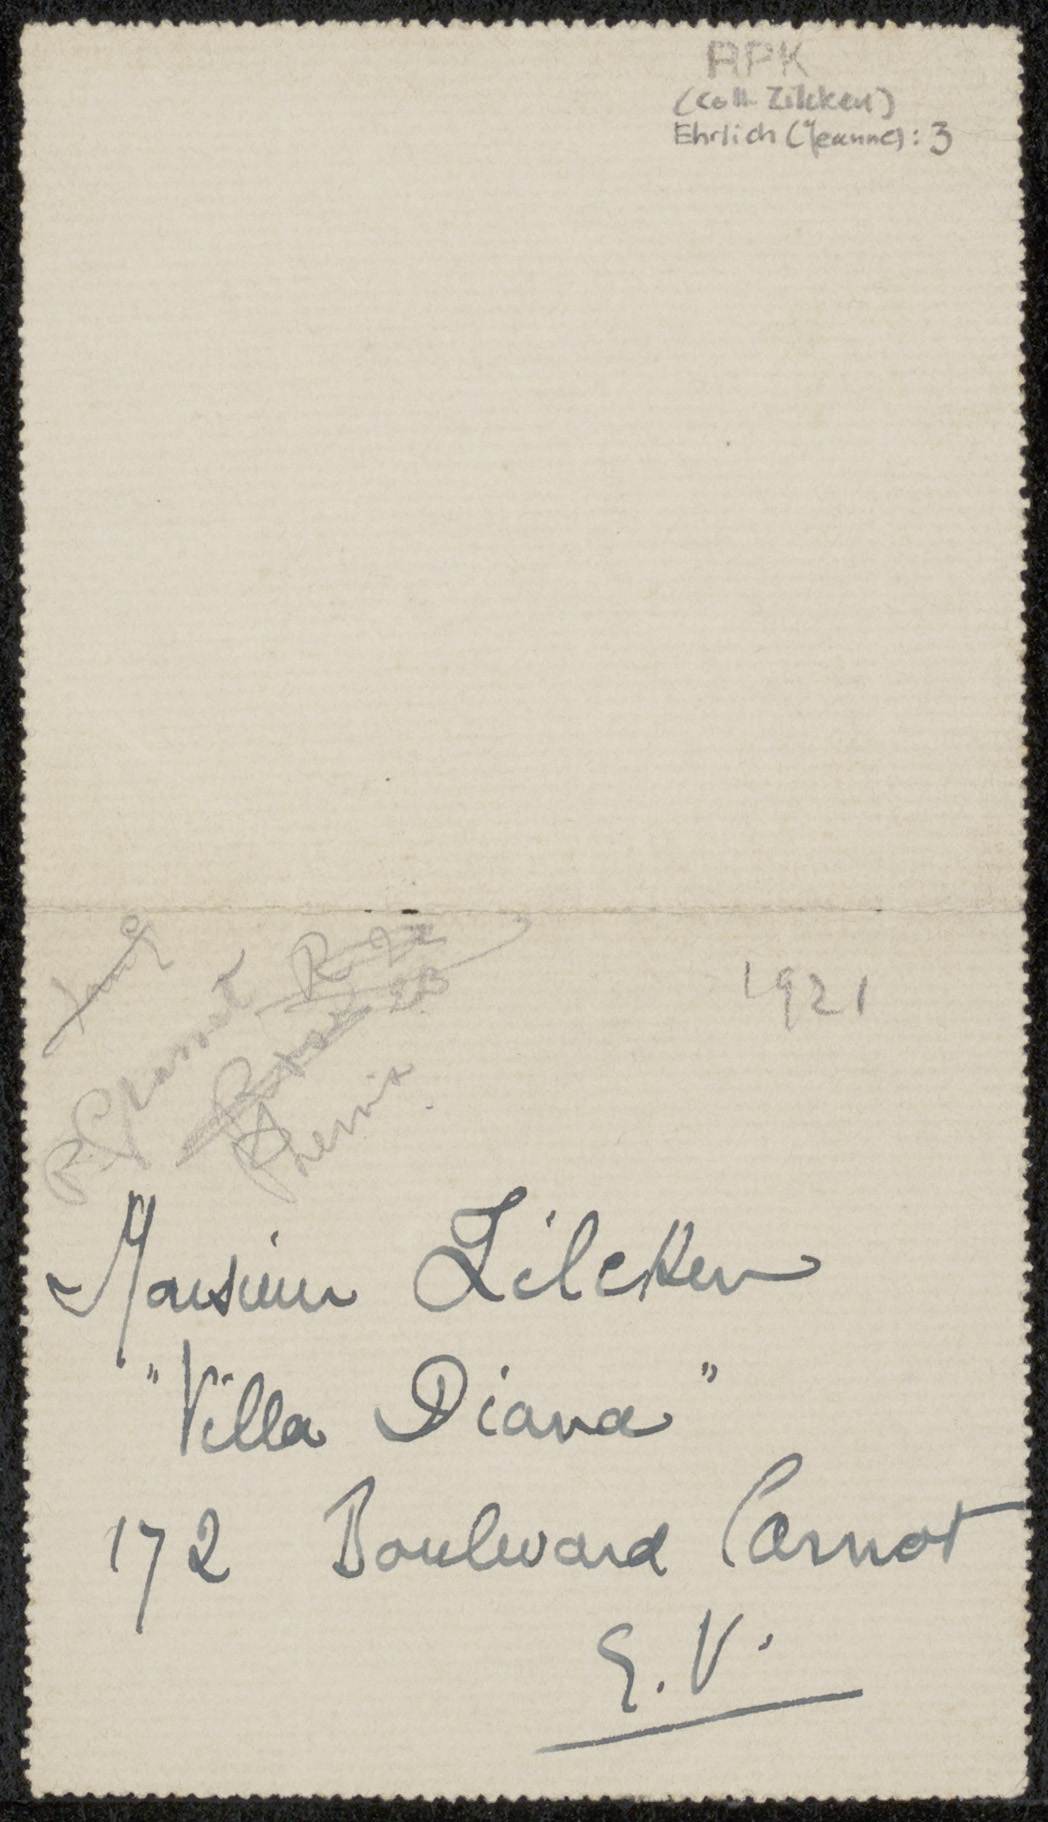 RPK
(Coll Zilcken)
Ehrlich (Jeanne): 3
1921
Monsieur Zilcken
"Villa Diana"
172 Boulevard Carnot
E.V.